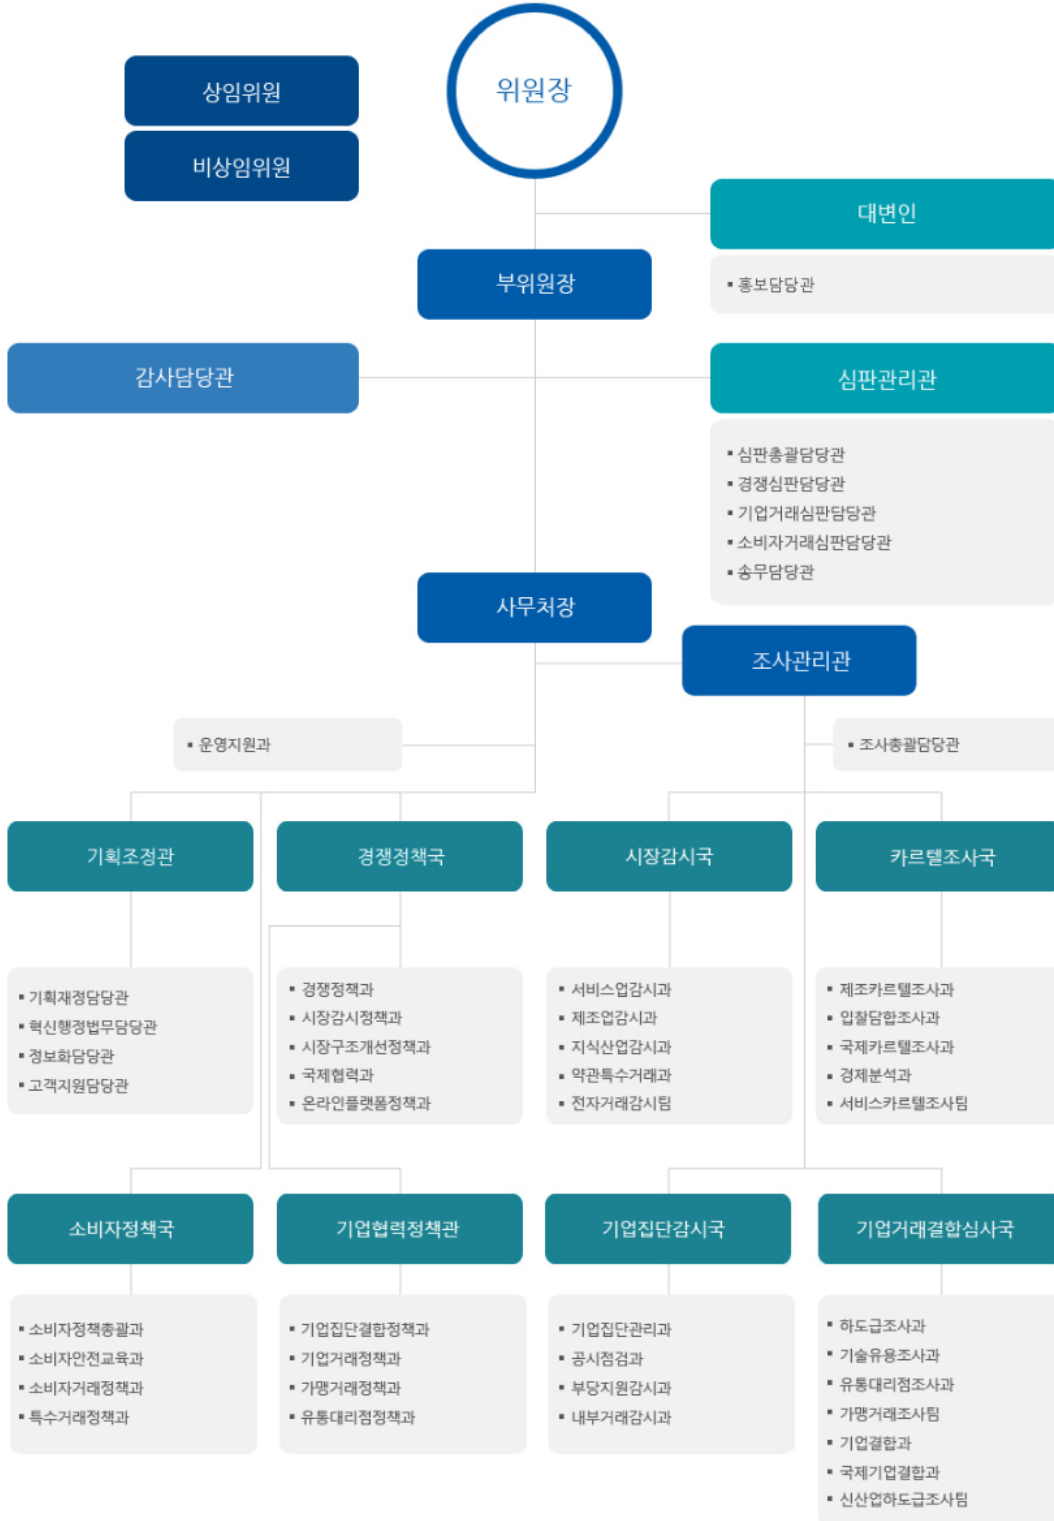 위원장
상임위원
비상임위원
대변인
▪ 홍보담당관
부위원장
감사담당관
심판관리관
▪ 심판총괄담당관
▪ 경쟁심판담당관
▪ 기업거래심판담당관
▪ 소비자거래심판담당관
▪ 송무담당관
사무처장
조사관리관
▪ 운영지원과
▪ 조사총괄담당관
기획조정관
▪ 기획재정담당관
▪ 혁신행정법무담당관
▪ 정보화담당관
▪ 고객지원담당관
경쟁정책국
▪ 경쟁정책과
▪ 시장감시정책과
▪ 시장구조개선정책과
▪ 국제협력과
▪ 온라인플랫폼정책과
시장감시국
▪ 서비스업감시과
▪ 제조업감시과
▪ 지식산업감시과
▪ 약관특수거래과
▪ 전자거래감시팀
카르텔조사국
▪ 제조카르텔조사과
▪ 입찰담합조사과
▪ 국제카르텔조사과
▪ 경제분석과
▪ 서비스카르텔조사팀
소비자정책국
▪ 소비자정책총괄과
▪ 소비자안전교육과
▪ 소비자거래정책과
▪ 특수거래정책과
기업협력정책관
▪ 기업집단결합정책과
▪ 기업거래정책과
▪ 가맹거래정책과
▪ 유통대리점정책과
기업집단감시국
▪ 기업집단관리과
▪ 공시점검과
▪ 부당지원감시과
▪ 내부거래감시과
기업거래결합심사국
▪ 하도급조사과
▪ 기술유용조사과
▪ 유통대리점조사과
▪ 가맹거래조사팀
▪ 기업결합과
▪ 국제기업결합과
▪ 신산업하도급조사팀